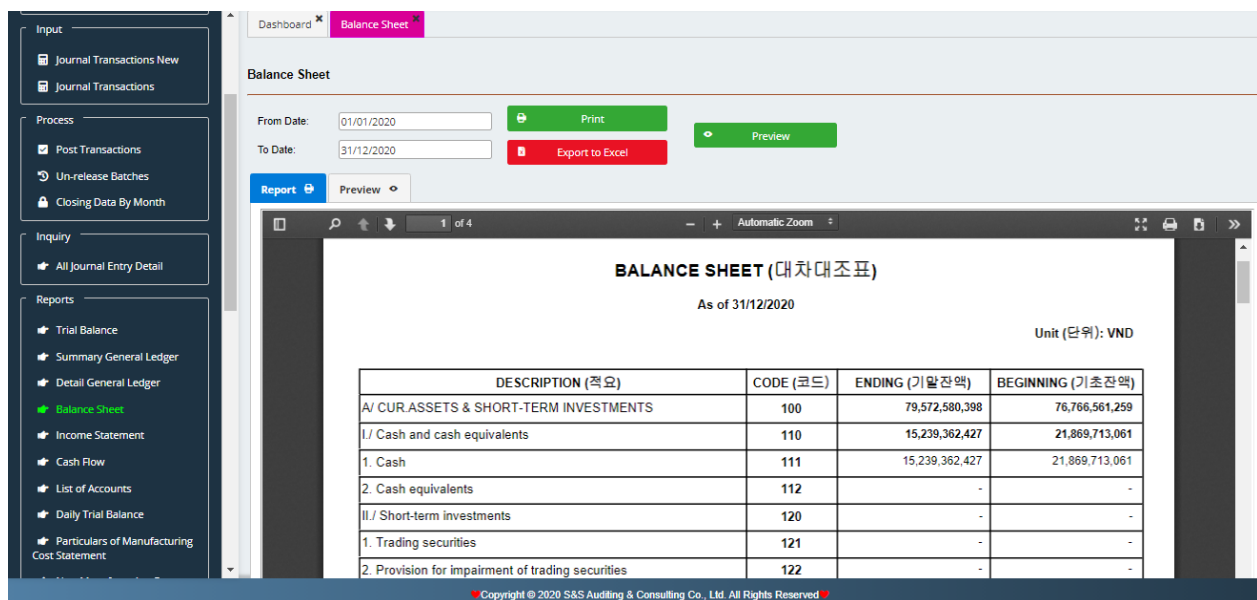 Input
Journal Transactions New
Journal Transactions
Process
Post Transactions
Un-release Batches
Closing Data By Month
Inquiry
All Journal Entry Detail
Reports
Trial Balance
Summary General Ledger
Detail General Ledger
Balance Sheet
Income Statement
Cash Flow
List of Accounts
Daily Trial Balance
Particulars of Manufacturing
Cost Statement
Dashboard Balance Sheet
Balance Sheet
From Date: 01/01/2020 Print
Preview
To Date: 31/12/2020 Export to Excel
Report Preview
1 of 4 Automatic Zoom
BALANCE SHEET (대차대조표)
As of 31/12/2020
Unit (단위): VND
DESCRIPTION (적요) CODE (코드) ENDING (기말잔액) BEGINNING (기초잔액)
A/ CUR.ASSETS & SHORT-TERM INVESTMENTS 100 79,572,580,398 76,766,561,259
I./ Cash and cash equivalents 110 15,239,362,427 21,869,713,061
1. Cash 111 15,239,362,427 21,869,713,061
2. Cash equivalents 112 - -
II./ Short-term investments 120 - -
1. Trading securities 121 - -
2. Provision for impairment of trading securities 122 - -
Copyright © 2020 S&S Auditing & Consulting Co., Ltd. All Rights Reserved